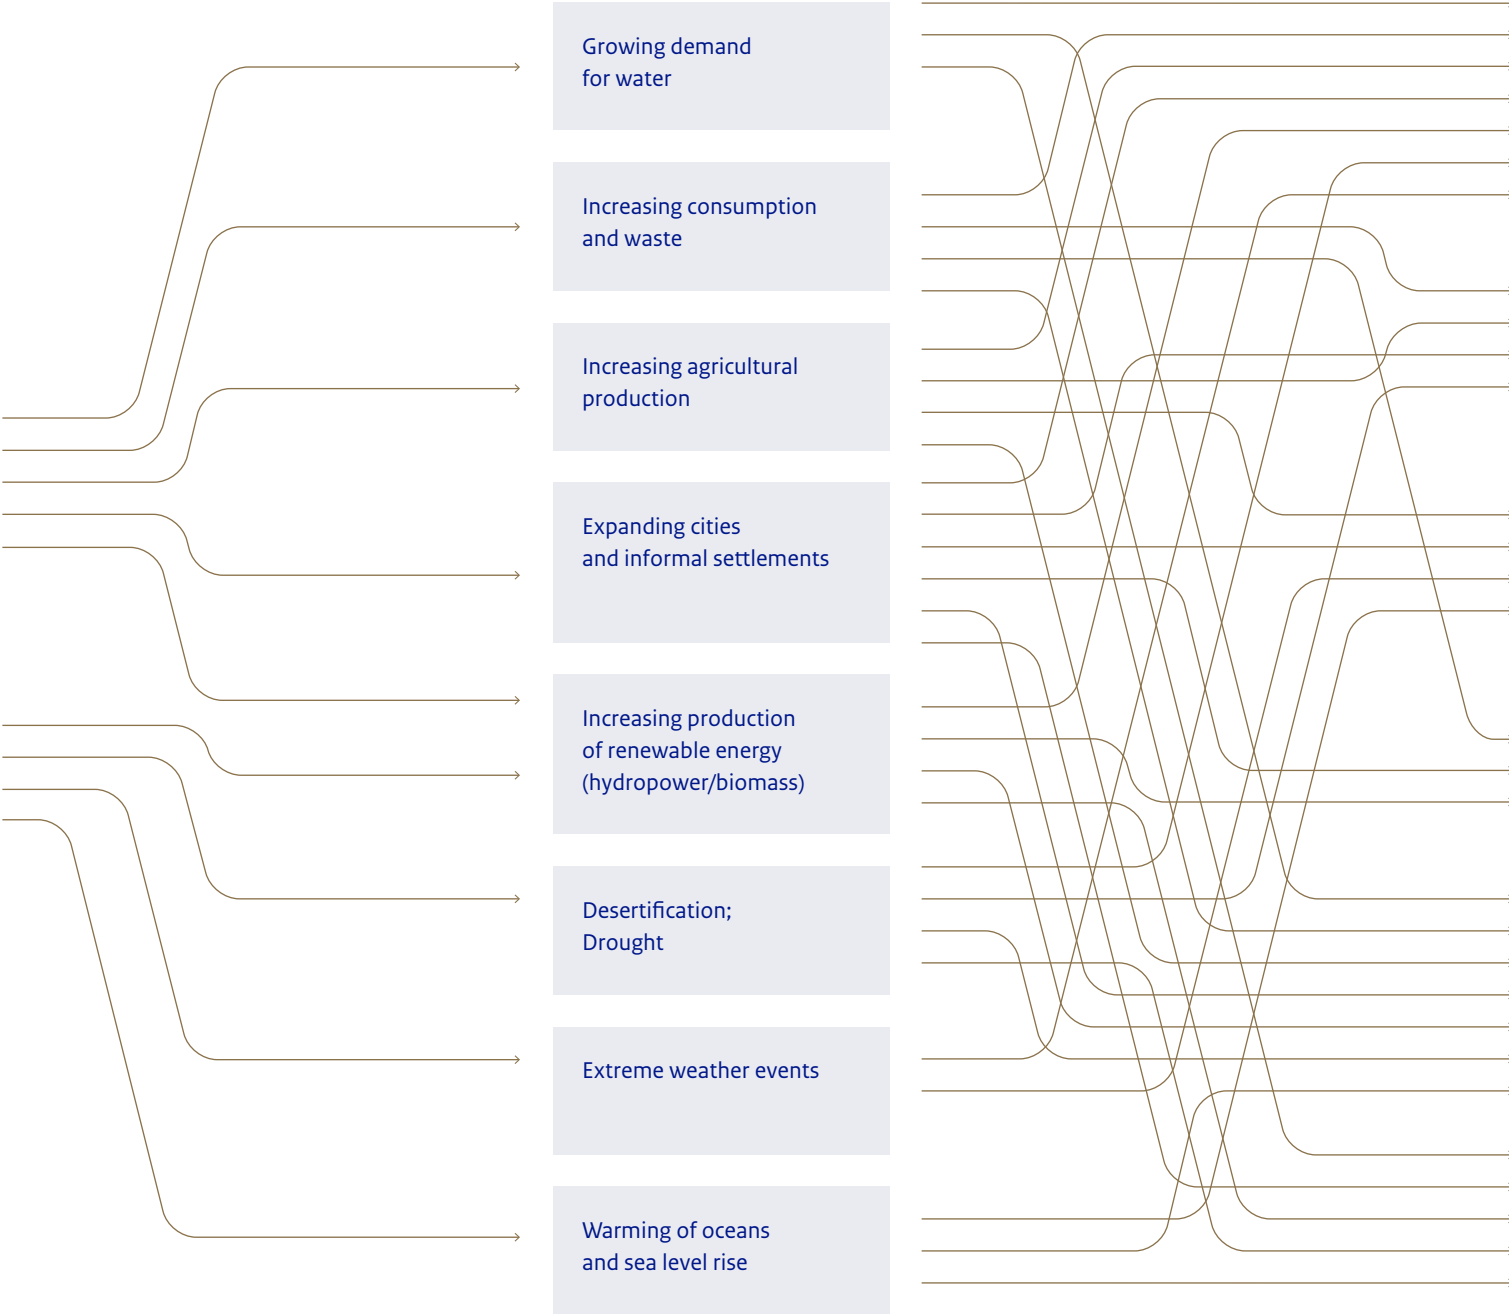 Growing demand
for water
Increasing consumption
and waste
Increasing agricultural
production
Expanding cities
and informal settlements
Increasing production
of renewable energy
(hydropower/biomass)
Desertification;
Drought
Extreme weather events
Warming of oceans
and sea level rise